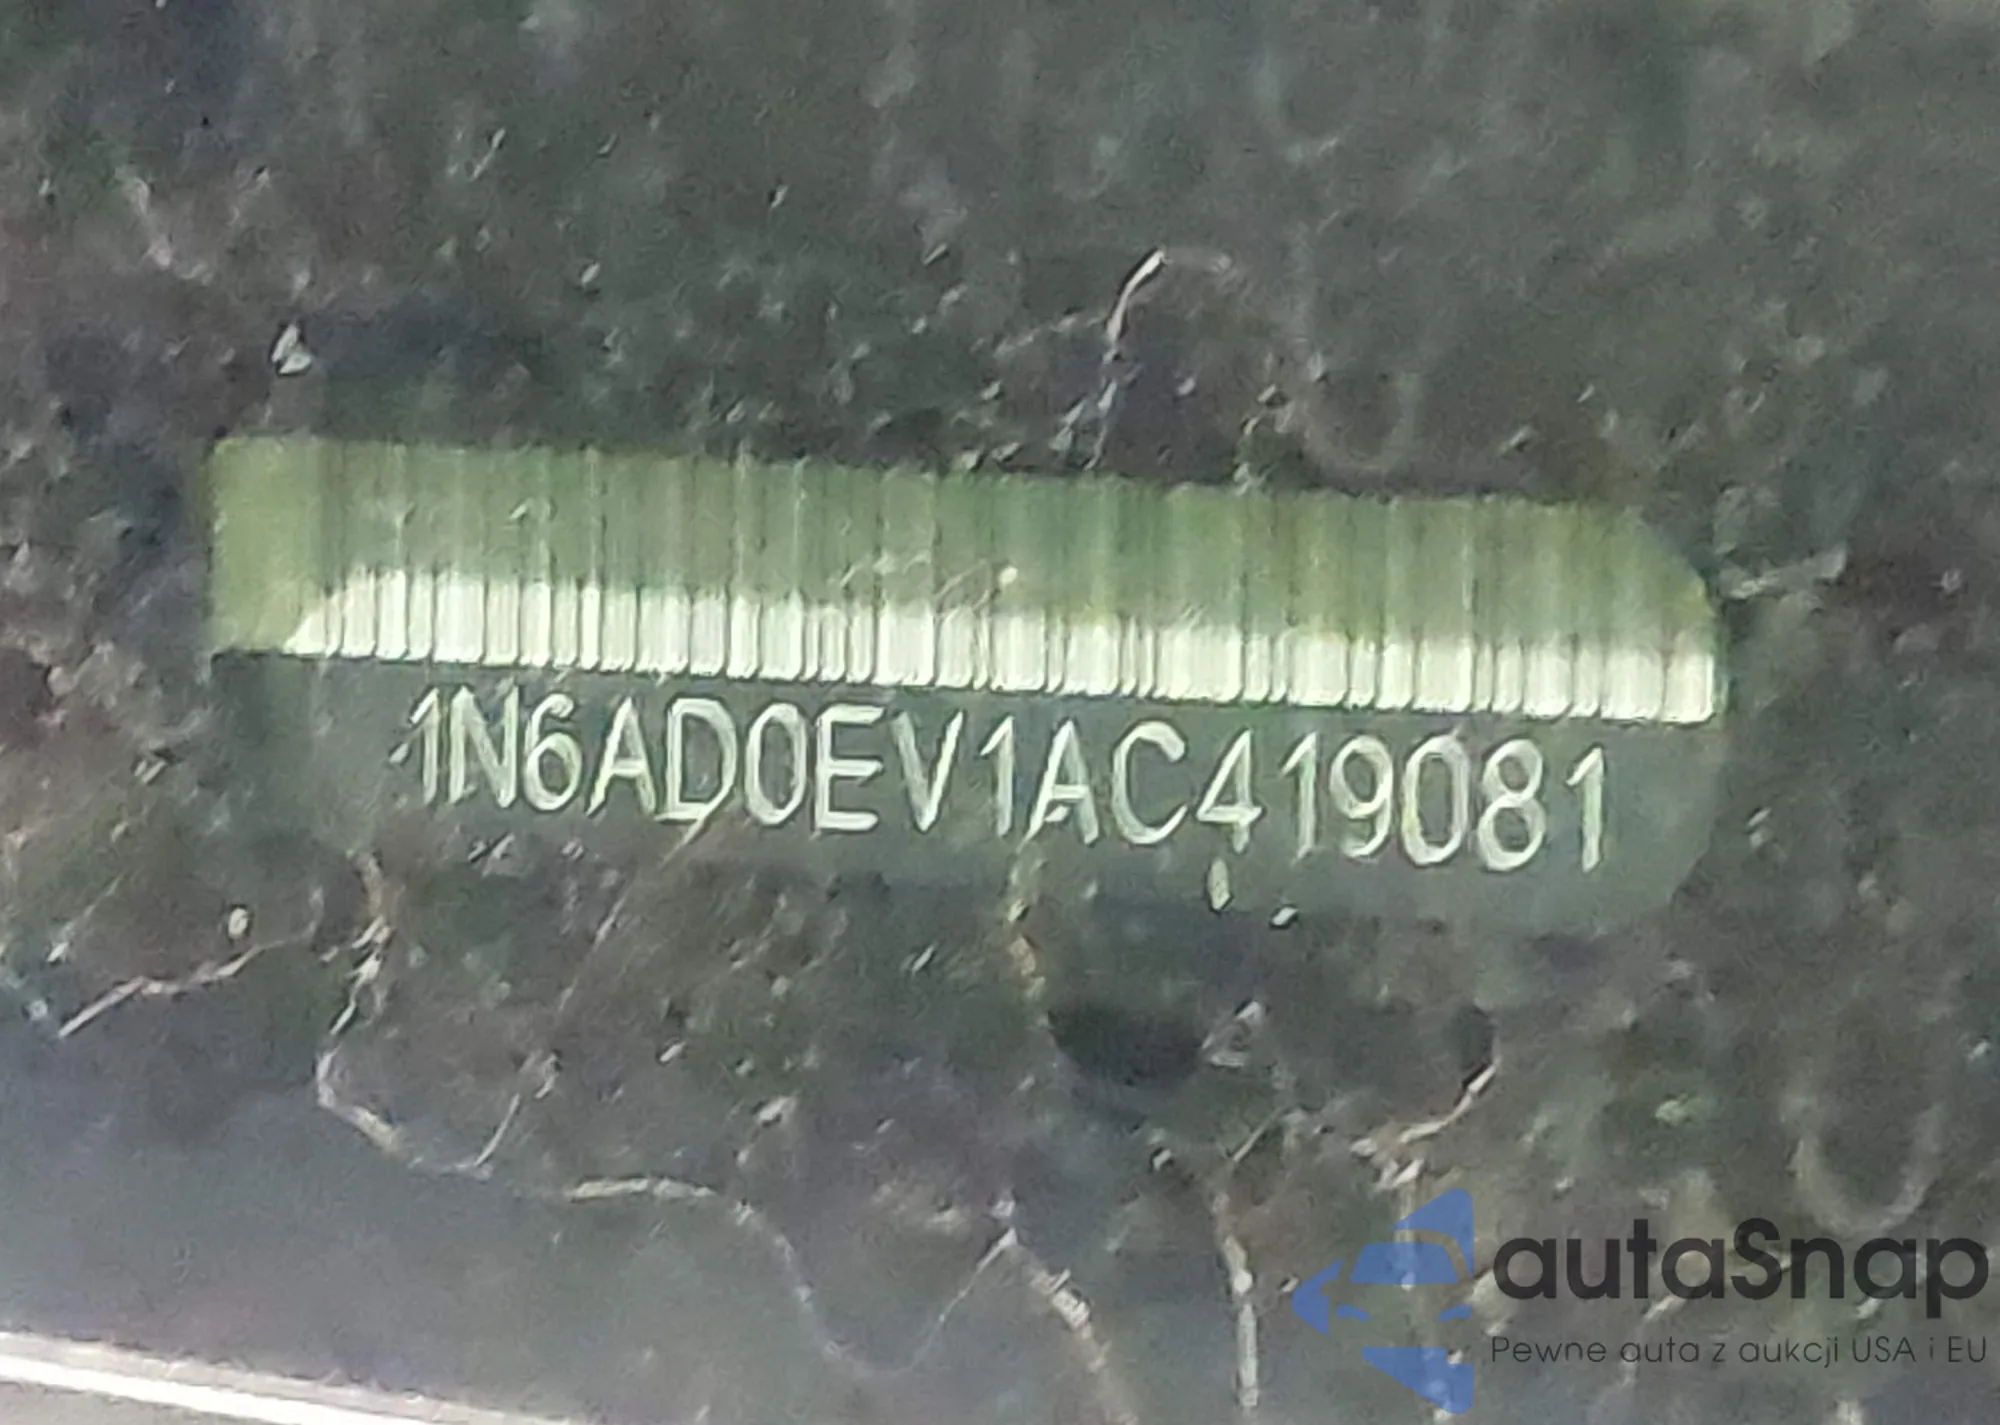 1N6AD0EV1AC419081
autaSnap
Pewne auta z aukcji USA i EU